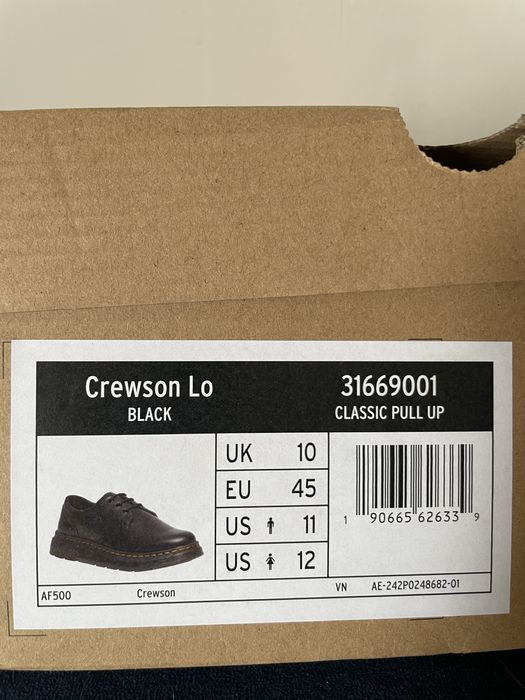 Crewson Lo
BLACK
31669001
CLASSIC PULL UP
UK 10
EU 45
US 11
US 12
1 90665 62633 9
AF500 Crewson VN AE-242P0248682-01